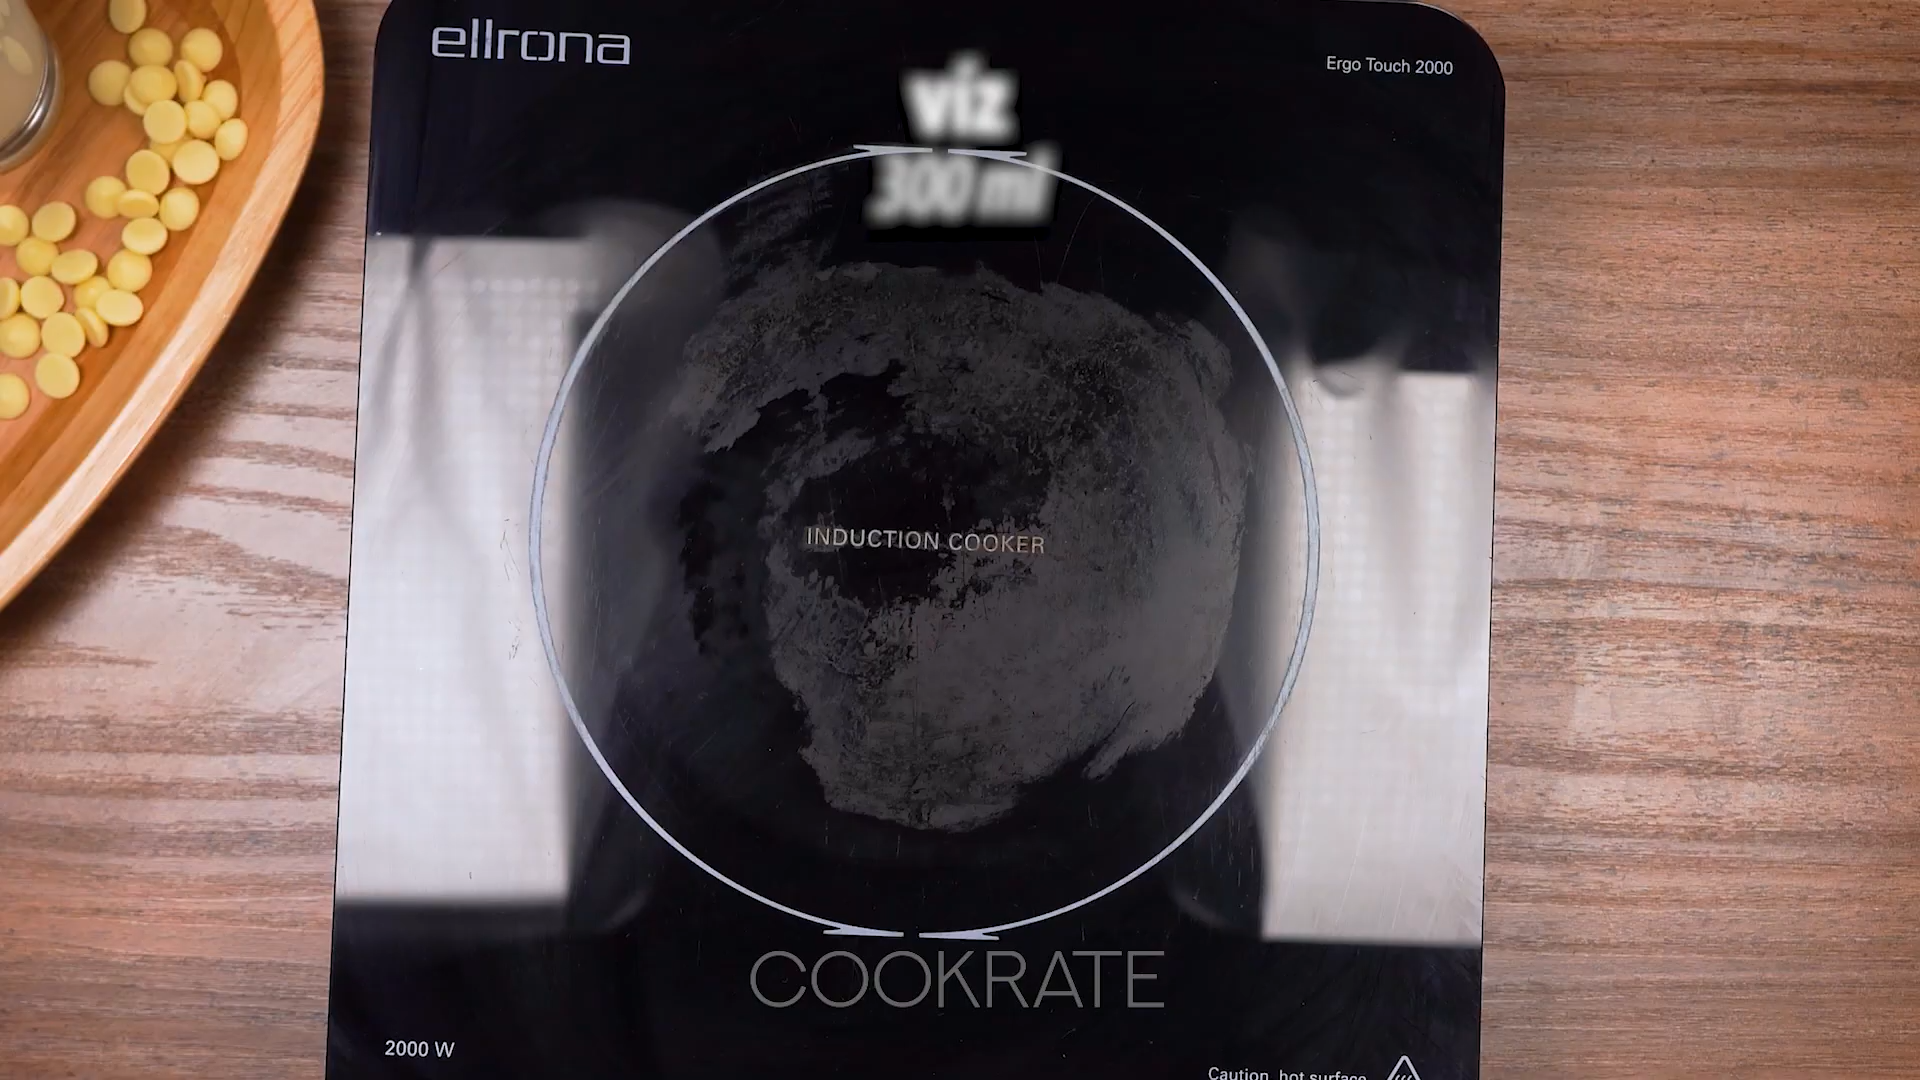 ellrona
Ergo Touch 2000
víz
300 ml
INDUCTION COOKER
COOKRATE
2000 W
Caution, hot surface